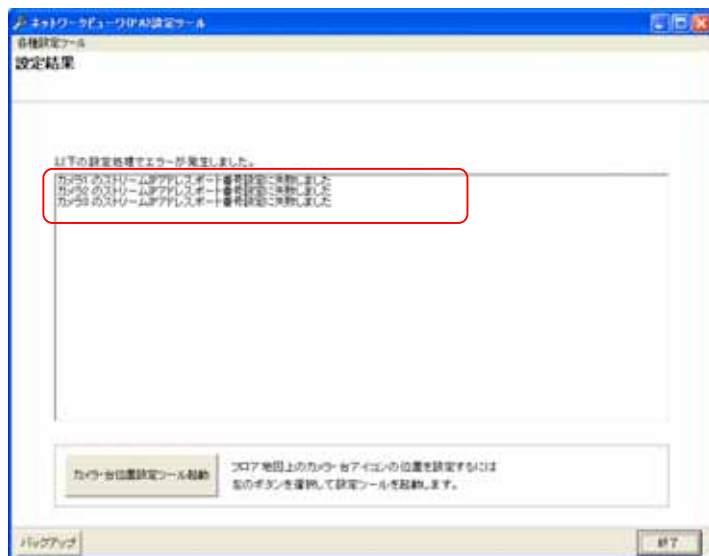 ネットワークビューワ(PAS)設定ツール
各種設定ツール
設定結果
以下の設定処理でエラーが発生しました。
カメラ1 のストリームIPアドレス,ポート番号設定に失敗しました
カメラ2 のストリームIPアドレス,ポート番号設定に失敗しました
カメラ3 のストリームIPアドレス,ポート番号設定に失敗しました
カメラ・台位置設定ツール起動
フロア地図上のカメラ・台アイコンの位置を設定するには
左のボタンを選択して設定ツールを起動します。
バックアップ
終了